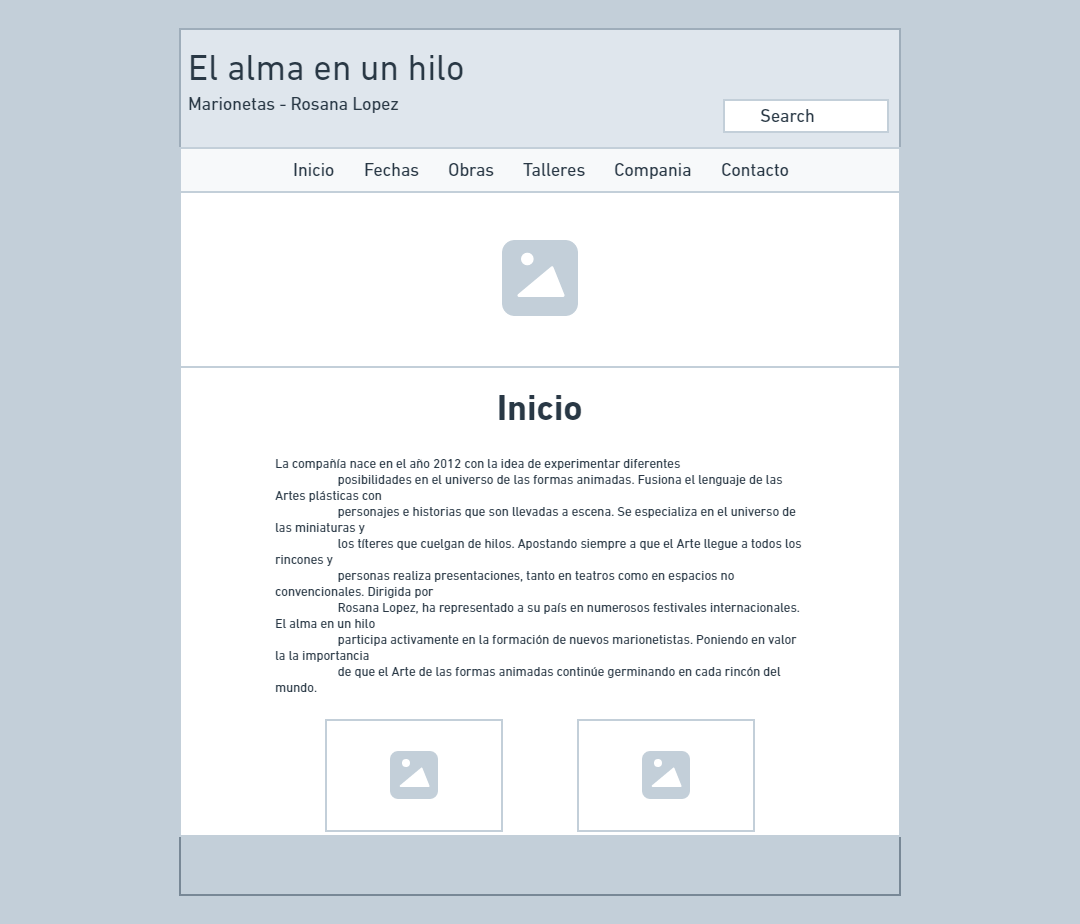 El alma en un hilo
Marionetas - Rosana Lopez
Search
Inicio Fechas Obras Talleres Compania Contacto
Inicio
La compañía nace en el año 2012 con la idea de experimentar diferentes
posibilidades en el universo de las formas animadas. Fusiona el lenguaje de las
Artes plásticas con
personajes e historias que son llevadas a escena. Se especializa en el universo de
las miniaturas y
los títeres que cuelgan de hilos. Apostando siempre a que el Arte llegue a todos los
rincones y
personas realiza presentaciones, tanto en teatros como en espacios no
convencionales. Dirigida por
Rosana Lopez, ha representado a su país en numerosos festivales internacionales.
El alma en un hilo
participa activamente en la formación de nuevos marionetistas. Poniendo en valor
la la importancia
de que el Arte de las formas animadas continúe germinando en cada rincón del
mundo.